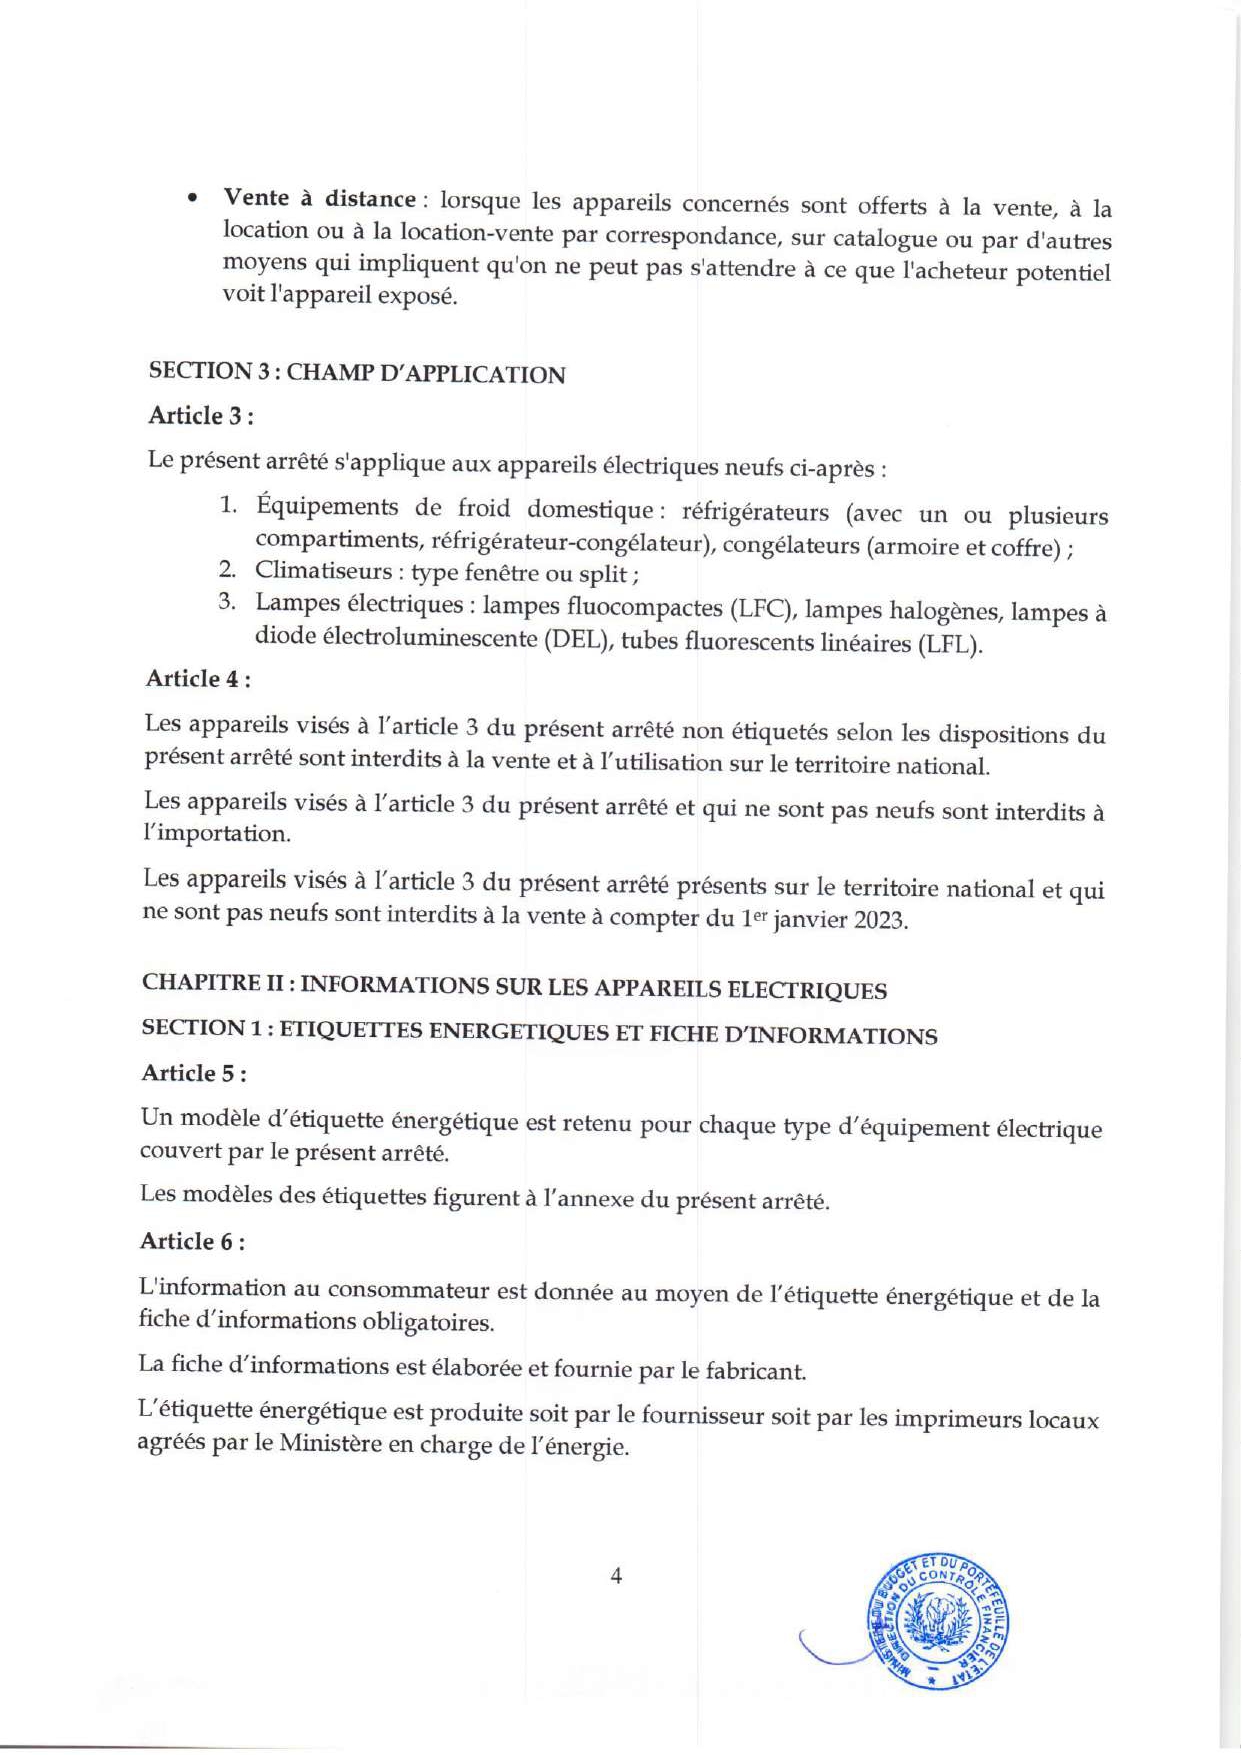 • Vente à distance : lorsque les appareils concernés sont offerts à la vente, à la
location ou à la location-vente par correspondance, sur catalogue ou par d'autres
moyens qui impliquent qu'on ne peut pas s'attendre à ce que l'acheteur potentiel
voit l'appareil exposé.
SECTION 3 : CHAMP D'APPLICATION
Article 3 :
Le présent arrêté s'applique aux appareils électriques neufs ci-après :
1. Équipements de froid domestique : réfrigérateurs (avec un ou plusieurs
compartiments, réfrigérateur-congélateur), congélateurs (armoire et coffre) ;
2. Climatiseurs : type fenêtre ou split ;
3. Lampes électriques : lampes fluocompactes (LFC), lampes halogènes, lampes à
diode électroluminescente (DEL), tubes fluorescents linéaires (LFL).
Article 4 :
Les appareils visés à l'article 3 du présent arrêté non étiquetés selon les dispositions du
présent arrêté sont interdits à la vente et à l'utilisation sur le territoire national.
Les appareils visés à l'article 3 du présent arrêté et qui ne sont pas neufs sont interdits à
l'importation.
Les appareils visés à l'article 3 du présent arrêté présents sur le territoire national et qui
ne sont pas neufs sont interdits à la vente à compter du 1er janvier 2023.
CHAPITRE II : INFORMATIONS SUR LES APPAREILS ELECTRIQUES
SECTION 1 : ETIQUETTES ENERGETIQUES ET FICHE D'INFORMATIONS
Article 5 :
Un modèle d'étiquette énergétique est retenu pour chaque type d'équipement électrique
couvert par le présent arrêté.
Les modèles des étiquettes figurent à l'annexe du présent arrêté.
Article 6 :
L'information au consommateur est donnée au moyen de l'étiquette énergétique et de la
fiche d'informations obligatoires.
La fiche d'informations est élaborée et fournie par le fabricant.
L'étiquette énergétique est produite soit par le fournisseur soit par les imprimeurs locaux
agréés par le Ministère en charge de l'énergie.
4
MINISTERE DU BUDGET ET DU PORTEFEUILLE DE L'ETAT
DIRECTION DU CONTRÔLE FINANCIER